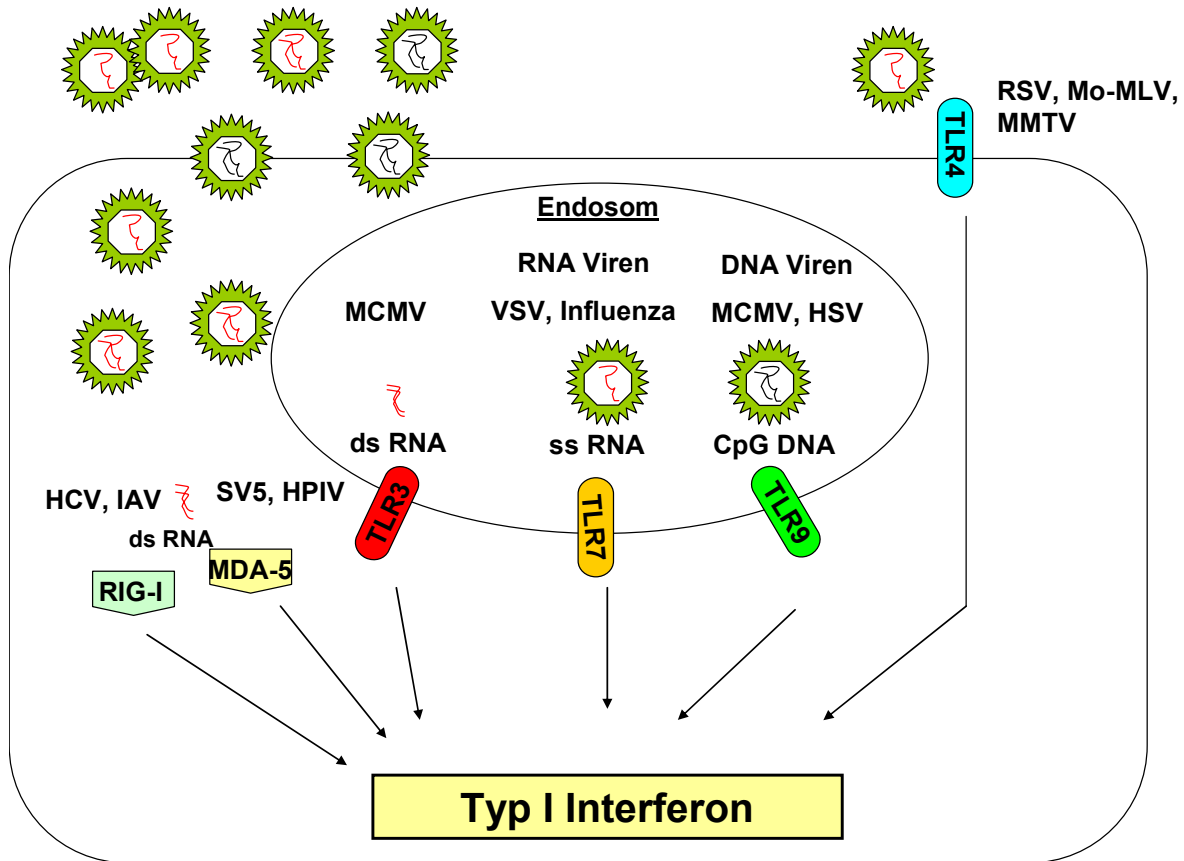 RSV, Mo-MLV,
MMTV
TLR4
Endosom
RNA Viren
DNA Viren
MCMV
VSV, Influenza
MCMV, HSV
ds RNA
ss RNA
CpG DNA
TLR3
TLR7
TLR9
HCV, IAV
SV5, HPIV
ds RNA
MDA-5
RIG-I
Typ I Interferon